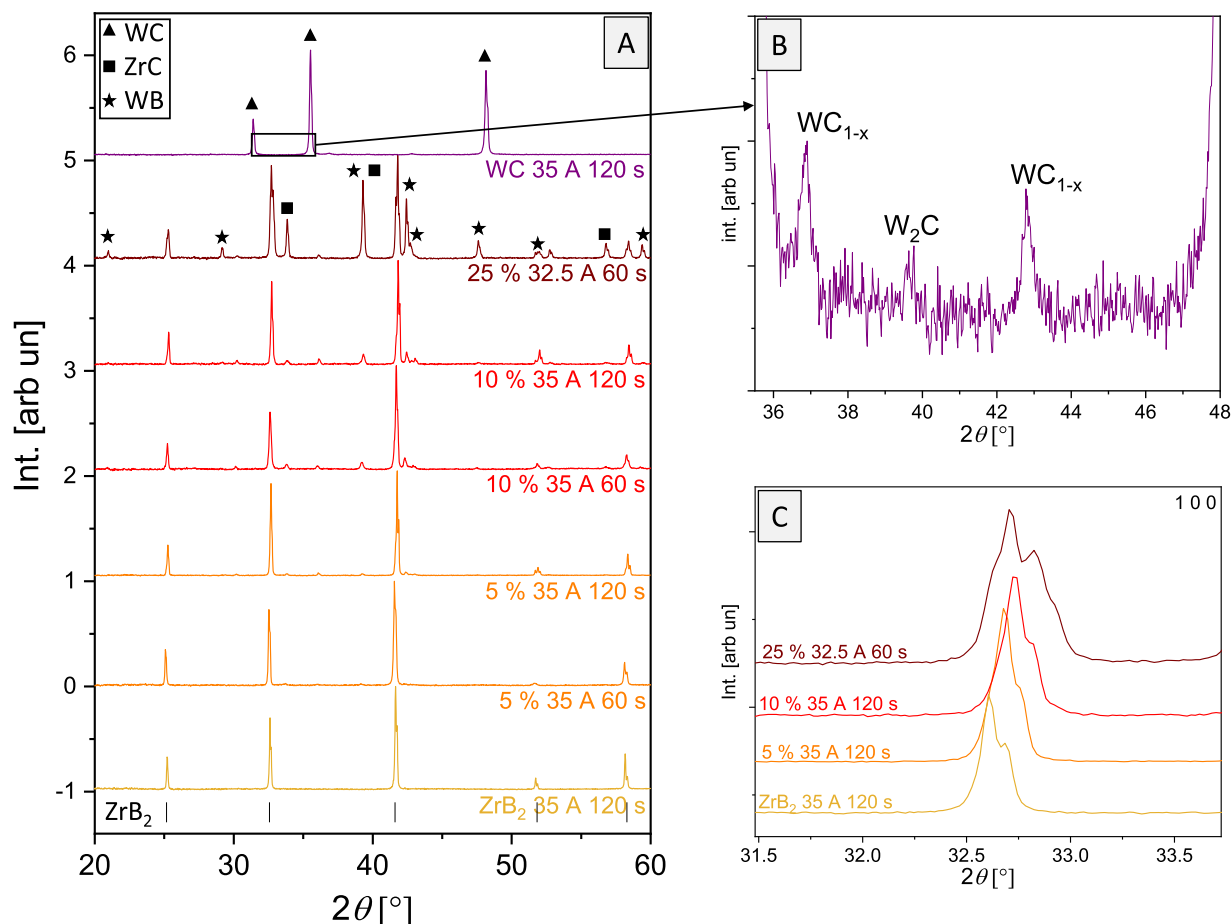 A
▲ WC
■ ZrC
★ WB
Int. [arb un]
6
5
4
3
2
1
0
-1
WC 35 A 120 s
25 % 32.5 A 60 s
10 % 35 A 120 s
10 % 35 A 60 s
5 % 35 A 120 s
5 % 35 A 60 s
ZrB₂ 35 A 120 s
ZrB₂
20 30 40 50 60
2θ [°]
B
int. [arb un]
WC₁₋ₓ
W₂C
WC₁₋ₓ
36 38 40 42 44 46 48
2θ [°]
C
1 0 0
Int. [arb un]
25 % 32.5 A 60 s
10 % 35 A 120 s
5 % 35 A 120 s
ZrB₂ 35 A 120 s
31.5 32.0 32.5 33.0 33.5
2θ [°]